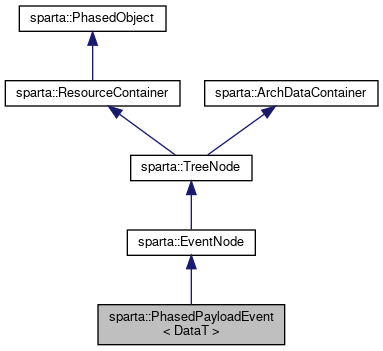 sparta::PhasedObject
sparta::ResourceContainer
sparta::ArchDataContainer
sparta::TreeNode
sparta::EventNode
sparta::PhasedPayloadEvent
< DataT >